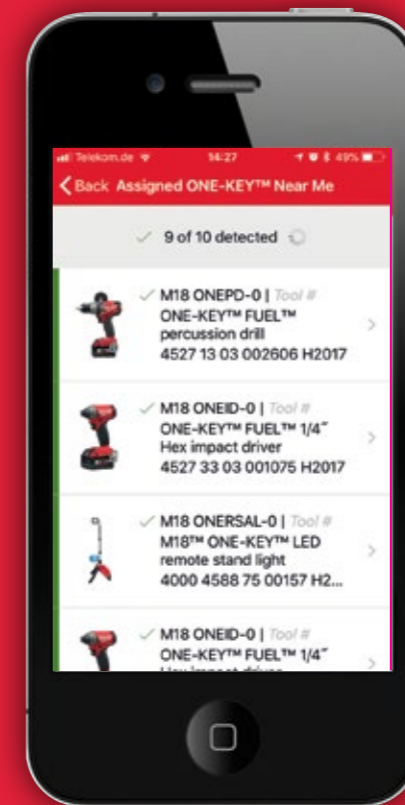 Telekom.de 14:27 49%
Back Assigned ONE-KEY™ Near Me
9 of 10 detected
M18 ONEPD-0 | Tool #
ONE-KEY™ FUEL™
percussion drill
4527 13 03 002606 H2017
M18 ONEID-0 | Tool #
ONE-KEY™ FUEL™ 1/4″
Hex impact driver
4527 33 03 001075 H2017
M18 ONERSAL-0 | Tool #
M18™ ONE-KEY™ LED
remote stand light
4000 4588 75 00157 H2...
M18 ONEID-0 | Tool #
ONE-KEY™ FUEL™ 1/4″
Hex impact driver